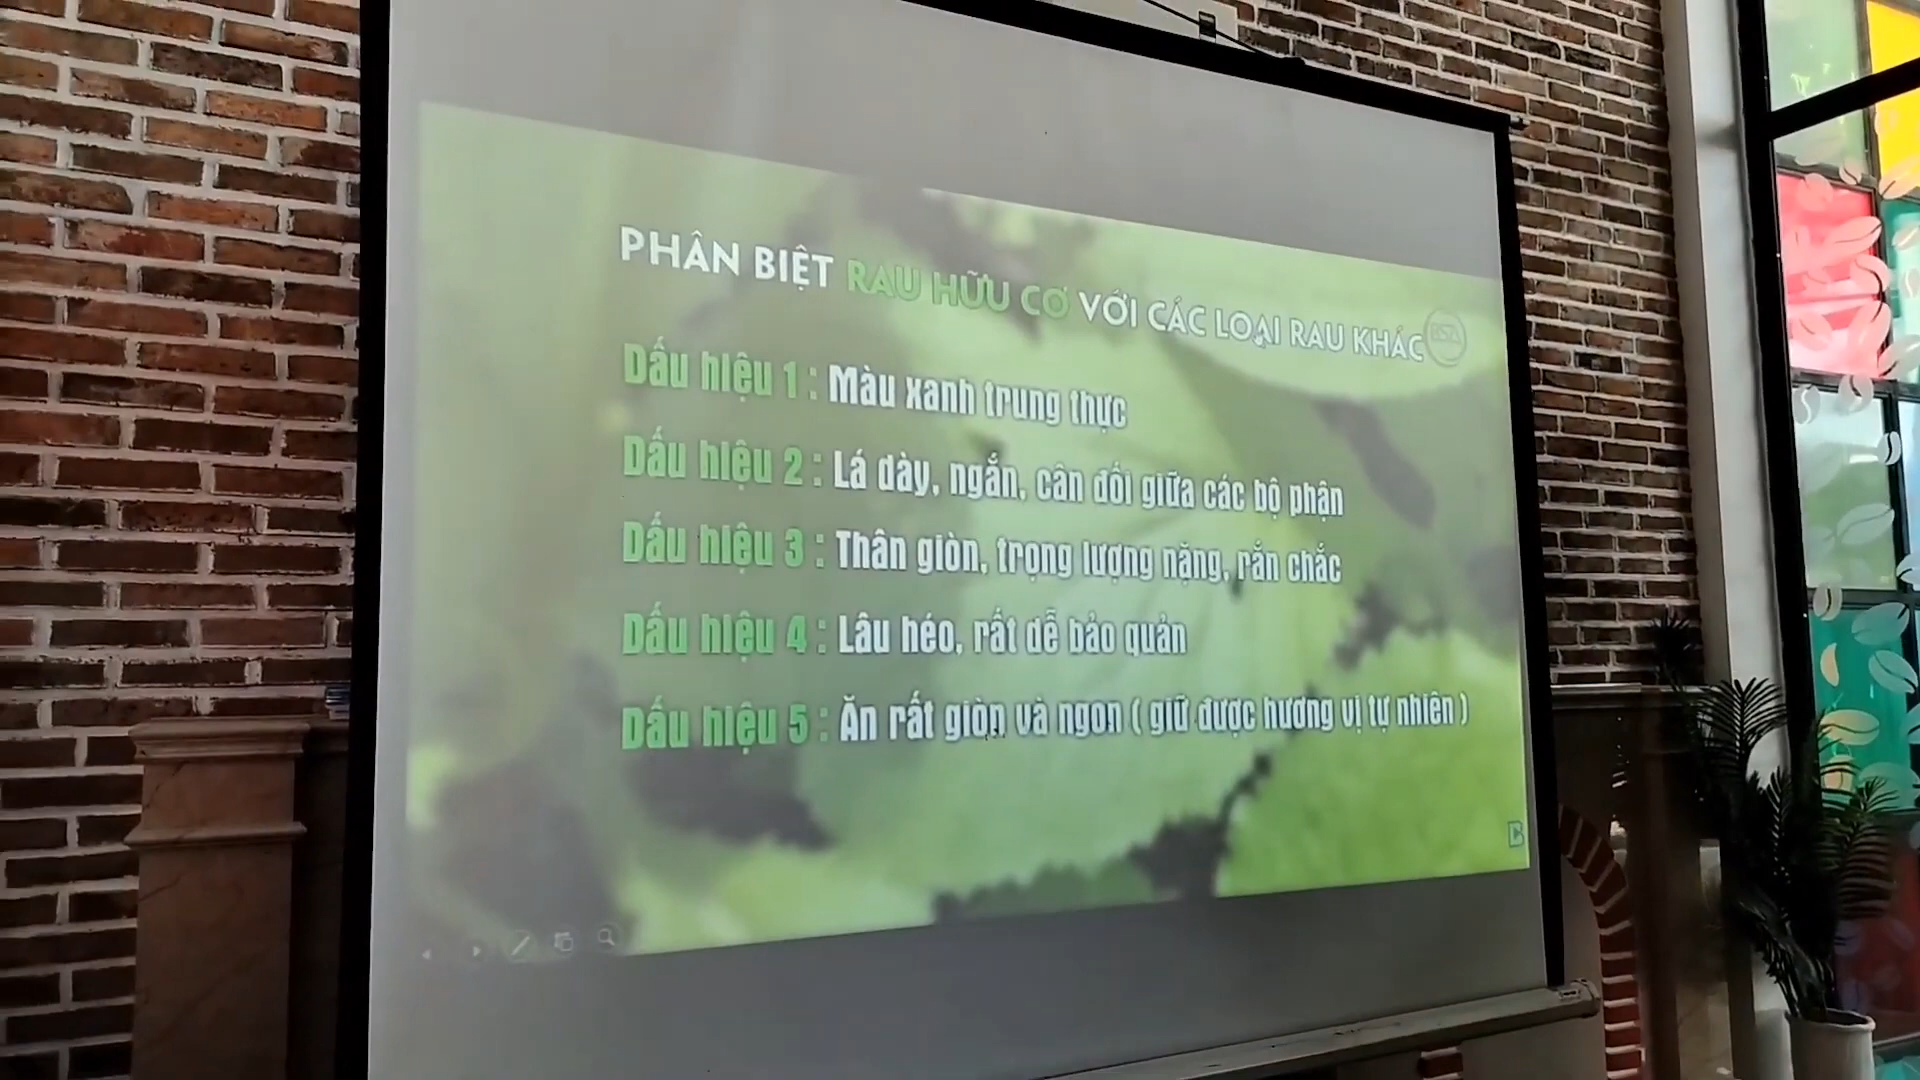 PHÂN BIỆT RAU HỮU CƠ VỚI CÁC LOẠI RAU KHÁC
Dấu hiệu 1 : Màu xanh trung thực
Dấu hiệu 2 : Lá dày, ngắn, cân đối giữa các bộ phận
Dấu hiệu 3 : Thân giòn, trọng lượng nặng, rắn chắc
Dấu hiệu 4 : Lâu héo, rất dễ bảo quản
Dấu hiệu 5 : Ăn rất giòn và ngon ( giữ được hương vị tự nhiên )